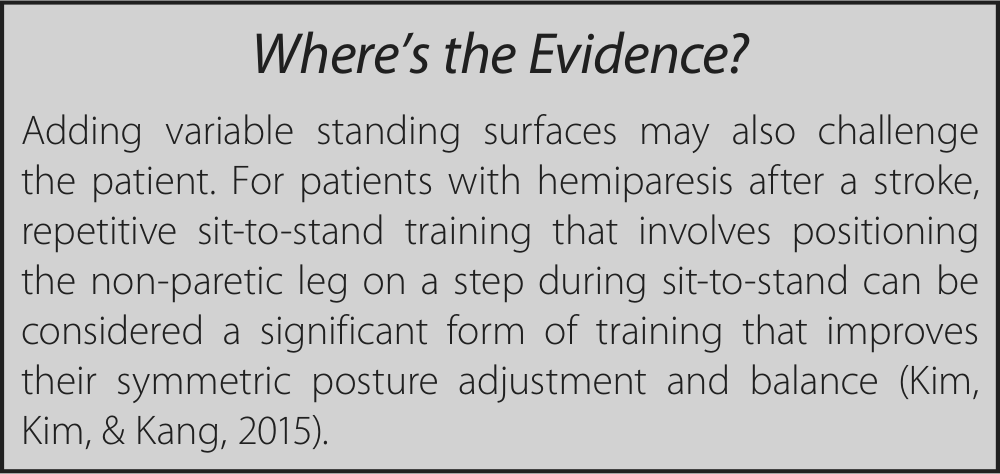 Where’s the Evidence?
Adding variable standing surfaces may also challenge
the patient. For patients with hemiparesis after a stroke,
repetitive sit-to-stand training that involves positioning
the non-paretic leg on a step during sit-to-stand can be
considered a significant form of training that improves
their symmetric posture adjustment and balance (Kim,
Kim, & Kang, 2015).